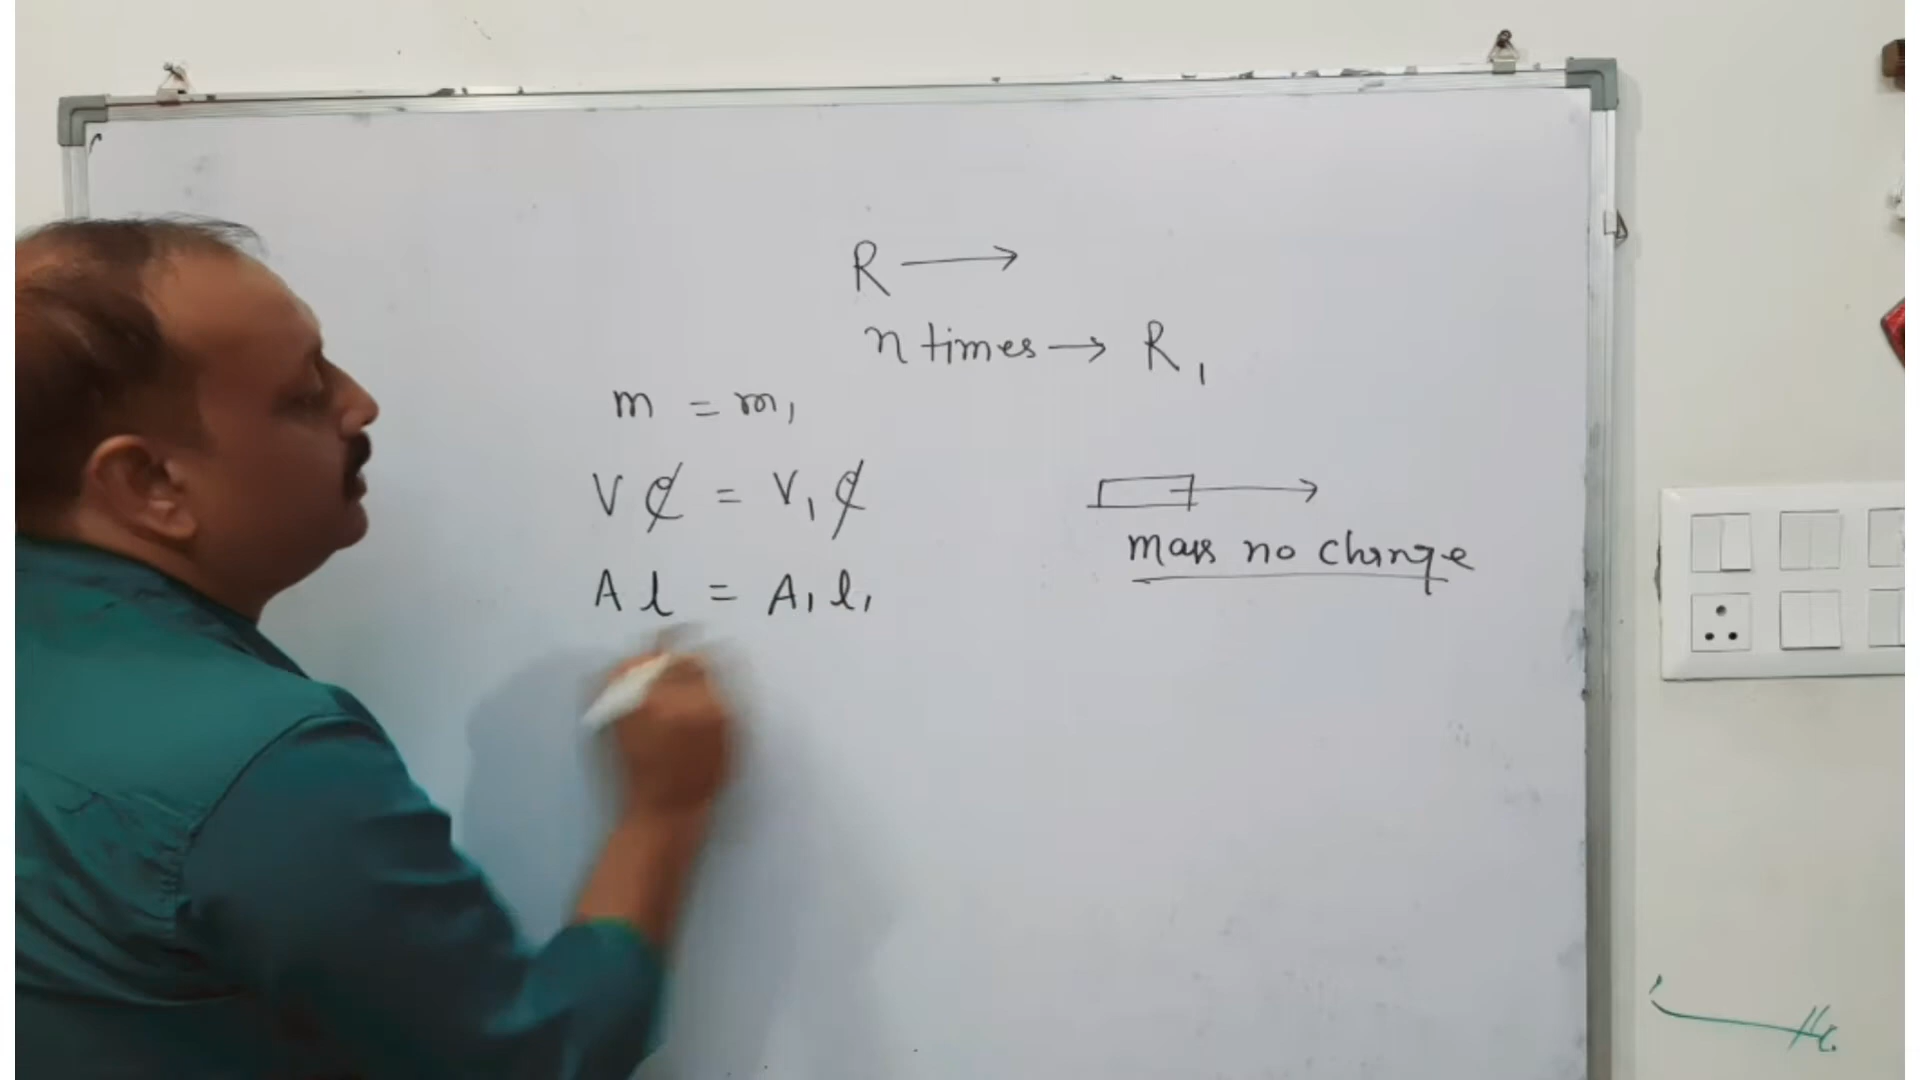 R →
n times → R₁
m = m₁
V d = V₁ d
A l = A₁ l₁
mass no change